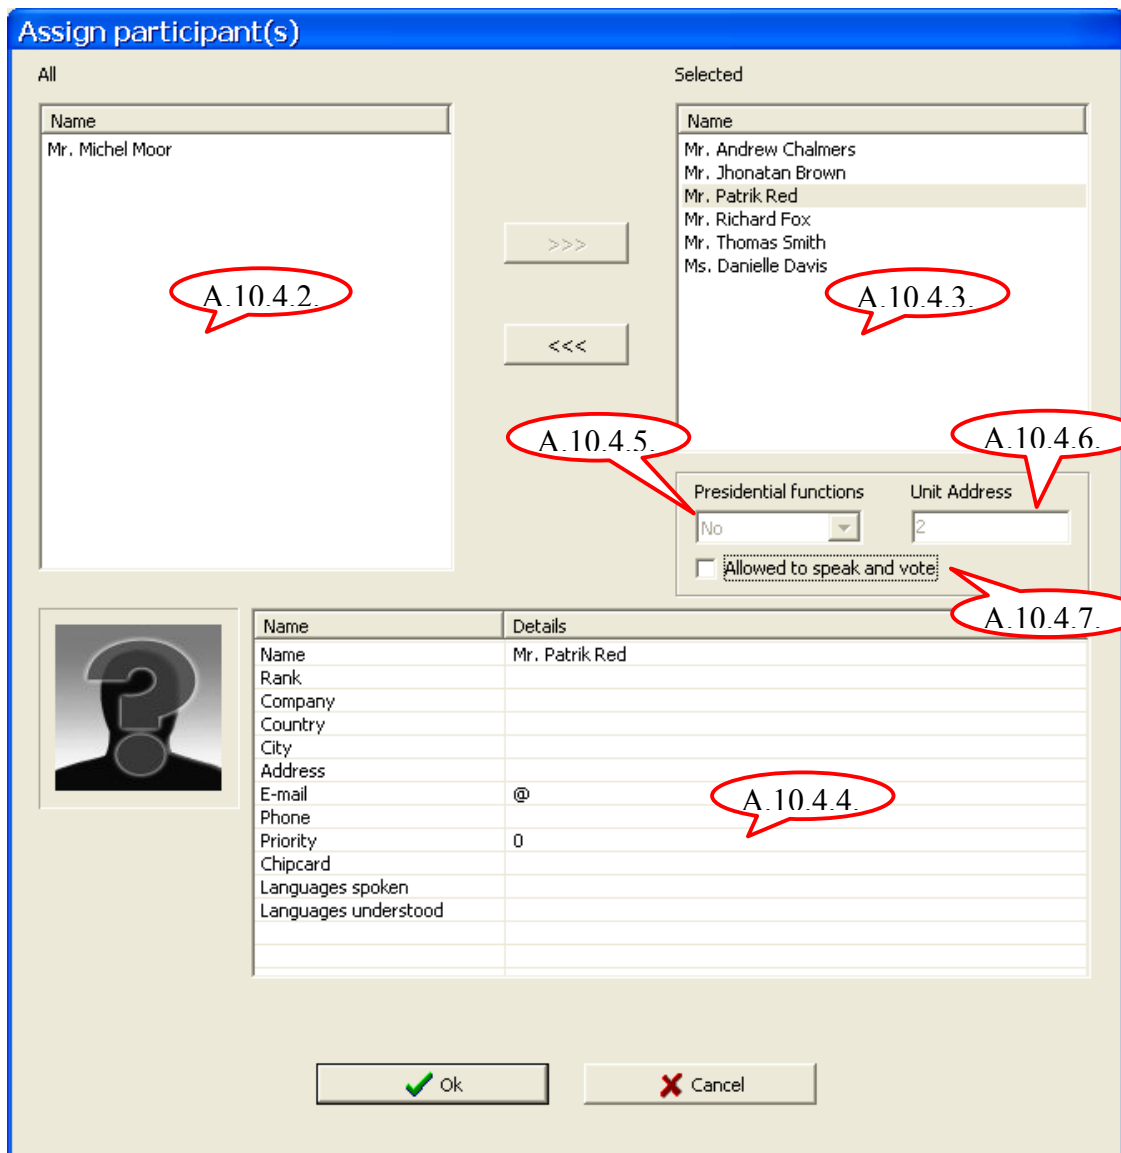 Assign participant(s)
All
Name
Mr. Michel Moor
A.10.4.2.
>>>
<<<
Selected
Name
Mr. Andrew Chalmers
Mr. Jhonatan Brown
Mr. Patrik Red
Mr. Richard Fox
Mr. Thomas Smith
Ms. Danielle Davis
A.10.4.3.
A.10.4.5.
A.10.4.6.
Presidential functions Unit Address
No 2
Allowed to speak and vote
A.10.4.7.
Name Details
Name Mr. Patrik Red
Rank
Company
Country
City
Address
E-mail @
A.10.4.4.
Phone
Priority 0
Chipcard
Languages spoken
Languages understood
Ok Cancel